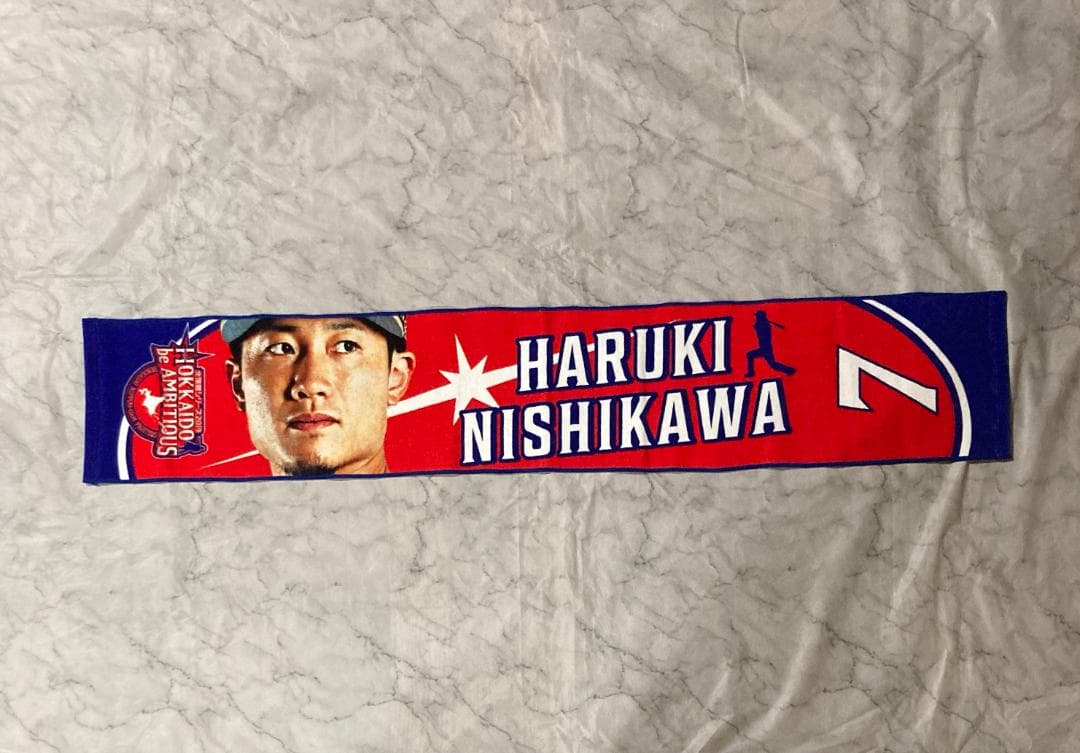 HOKKAIDO
be AMBITIOUS
HARUKI
NISHIKAWA
7